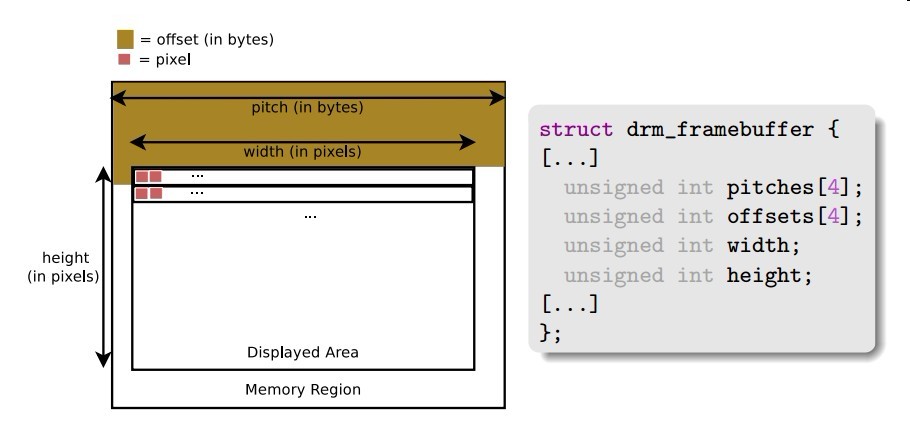 = offset (in bytes)
= pixel
pitch (in bytes)
width (in pixels)
...
...
...
height
(in pixels)
Displayed Area
Memory Region
struct drm_framebuffer {
[...]
unsigned int pitches[4];
unsigned int offsets[4];
unsigned int width;
unsigned int height;
[...]
};